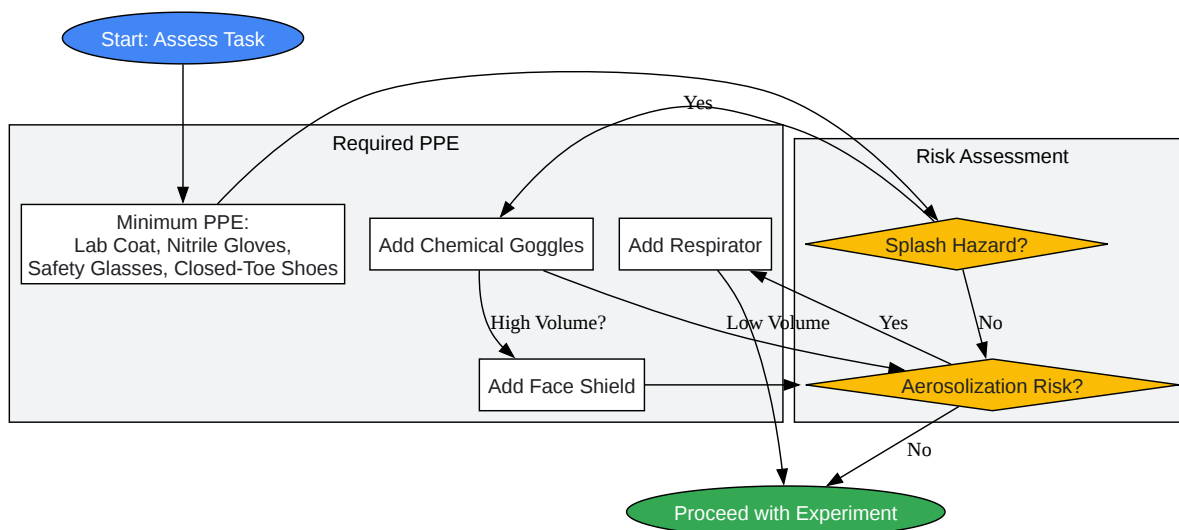 Start: Assess Task
Yes
Required PPE
Risk Assessment
Minimum PPE:
Lab Coat, Nitrile Gloves,
Safety Glasses, Closed-Toe Shoes
Add Chemical Goggles
Add Respirator
Splash Hazard?
High Volume?
Low Volume
Yes
No
Add Face Shield
Aerosolization Risk?
No
Proceed with Experiment